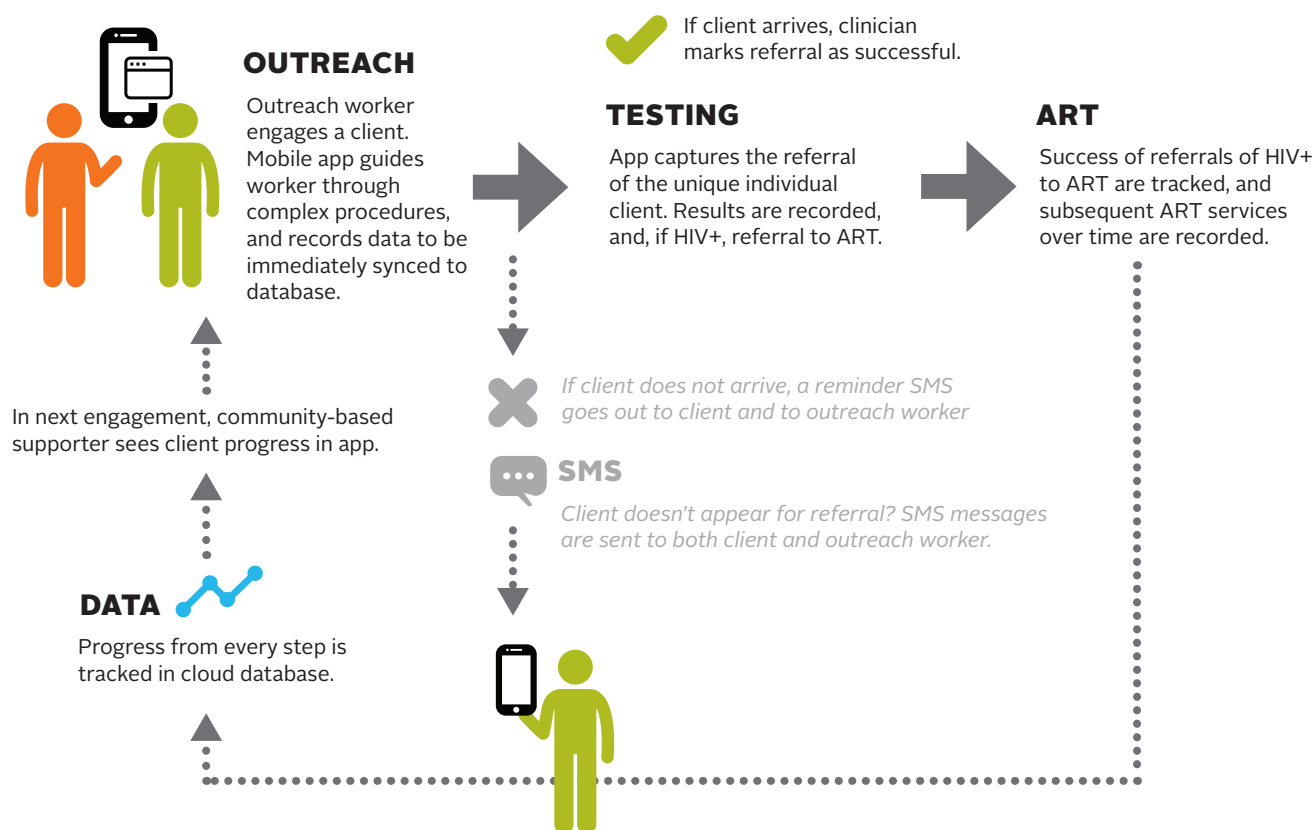 OUTREACH
Outreach worker
engages a client.
Mobile app guides
worker through
complex procedures,
and records data to be
immediately synced to
database.
If client arrives, clinician
marks referral as successful.
TESTING
App captures the referral
of the unique individual
client. Results are recorded,
and, if HIV+, referral to ART.
ART
Success of referrals of HIV+
to ART are tracked, and
subsequent ART services
over time are recorded.
If client does not arrive, a reminder SMS
goes out to client and to outreach worker
SMS
Client doesn’t appear for referral? SMS messages
are sent to both client and outreach worker.
In next engagement, community-based
supporter sees client progress in app.
DATA
Progress from every step is
tracked in cloud database.